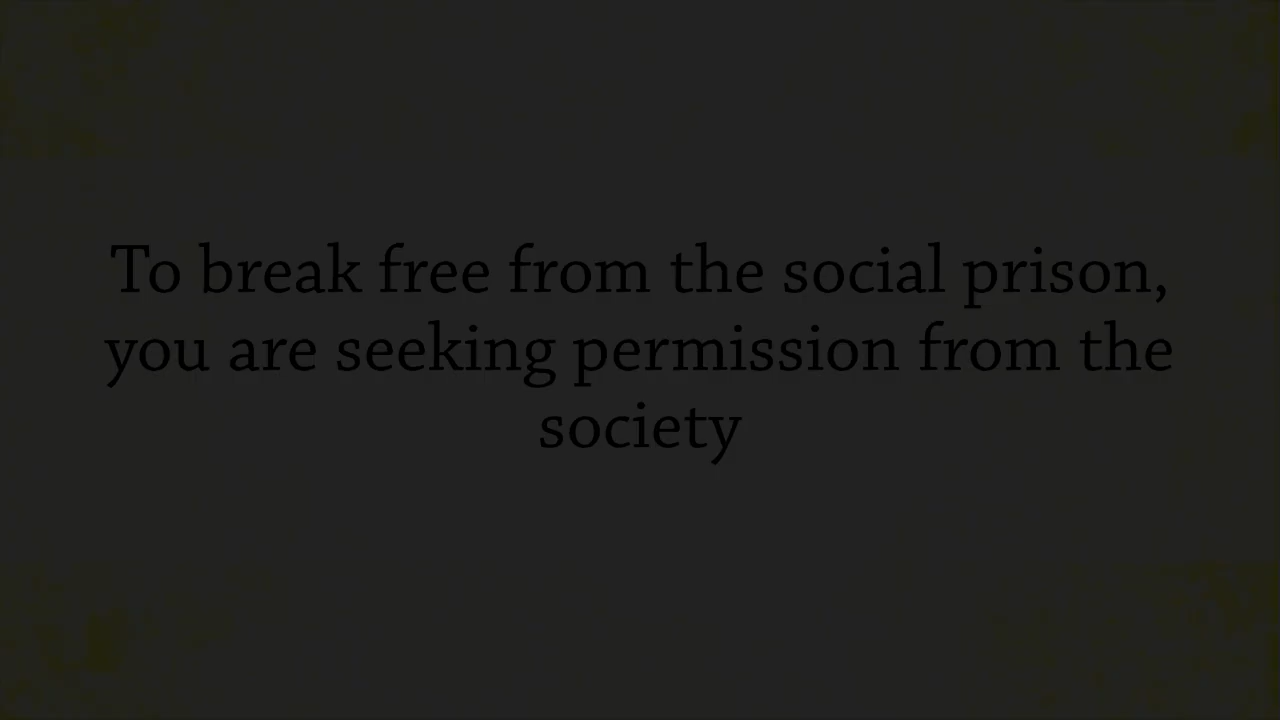 To break free from the social prison,
you are seeking permission from the
society